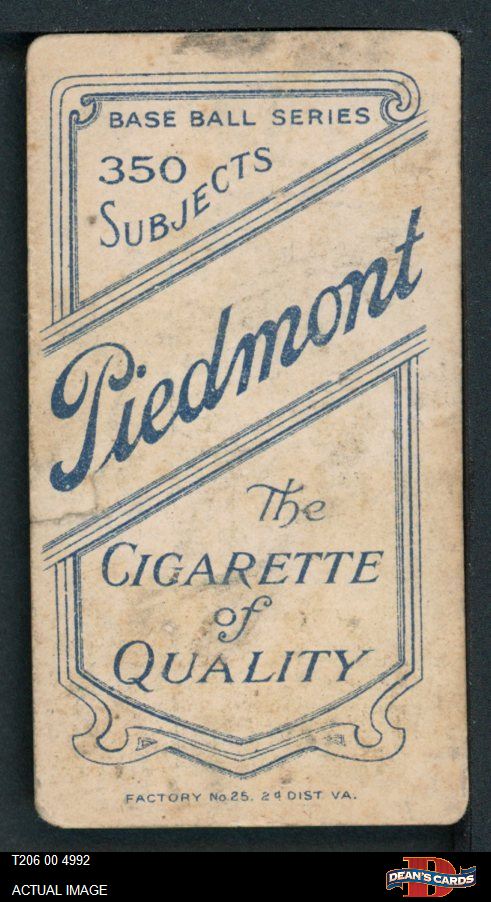 BASE BALL SERIES
350
SUBJECTS
Piedmont
The
CIGARETTE
of
QUALITY
FACTORY No.25. 2d DIST. VA.
T206 00 4992
ACTUAL IMAGE
D
DEAN'S CARDS